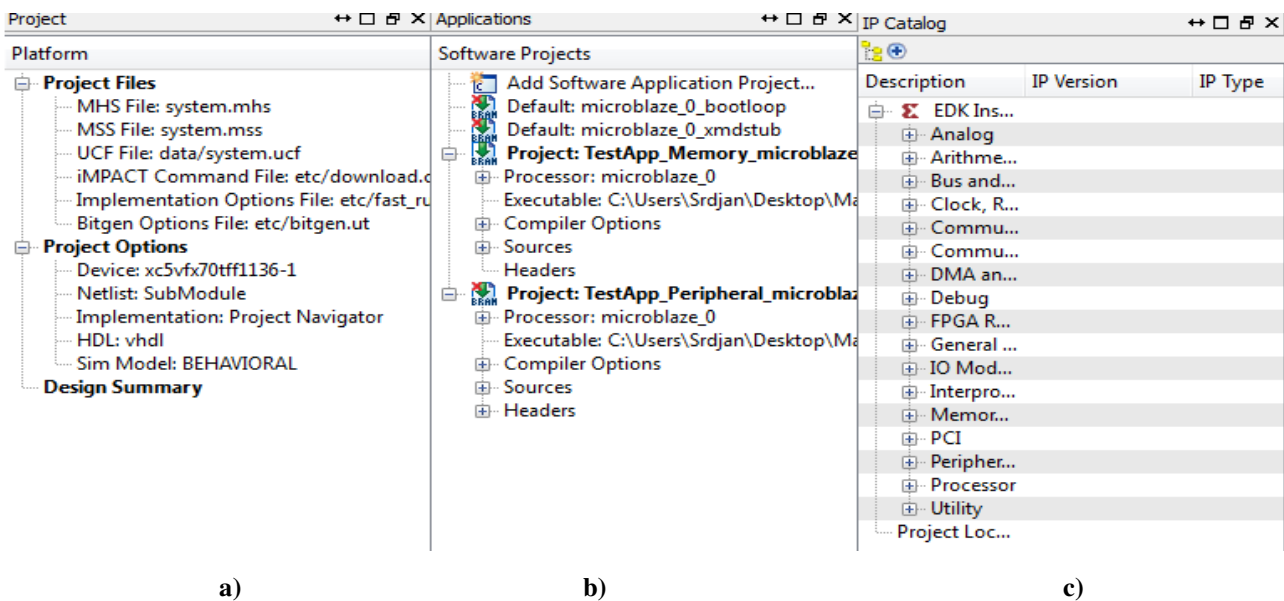 Project
Platform
Project Files
MHS File: system.mhs
MSS File: system.mss
UCF File: data/system.ucf
iMPACT Command File: etc/download.c
Implementation Options File: etc/fast_ru
Bitgen Options File: etc/bitgen.ut
Project Options
Device: xc5vfx70tff1136-1
Netlist: SubModule
Implementation: Project Navigator
HDL: vhdl
Sim Model: BEHAVIORAL
Design Summary
a)
Applications
Software Projects
Add Software Application Project...
Default: microblaze_0_bootloop
Default: microblaze_0_xmdstub
Project: TestApp_Memory_microblaze
Processor: microblaze_0
Executable: C:\Users\Srdjan\Desktop\Ma
Compiler Options
Sources
Headers
Project: TestApp_Peripheral_microblaz
Processor: microblaze_0
Executable: C:\Users\Srdjan\Desktop\Ma
Compiler Options
Sources
Headers
b)
IP Catalog
Description IP Version IP Type
EDK Ins...
Analog
Arithme...
Bus and...
Clock, R...
Commu...
Commu...
DMA an...
Debug
FPGA R...
General ...
IO Mod...
Interpro...
Memor...
PCI
Peripher...
Processor
Utility
Project Loc...
c)